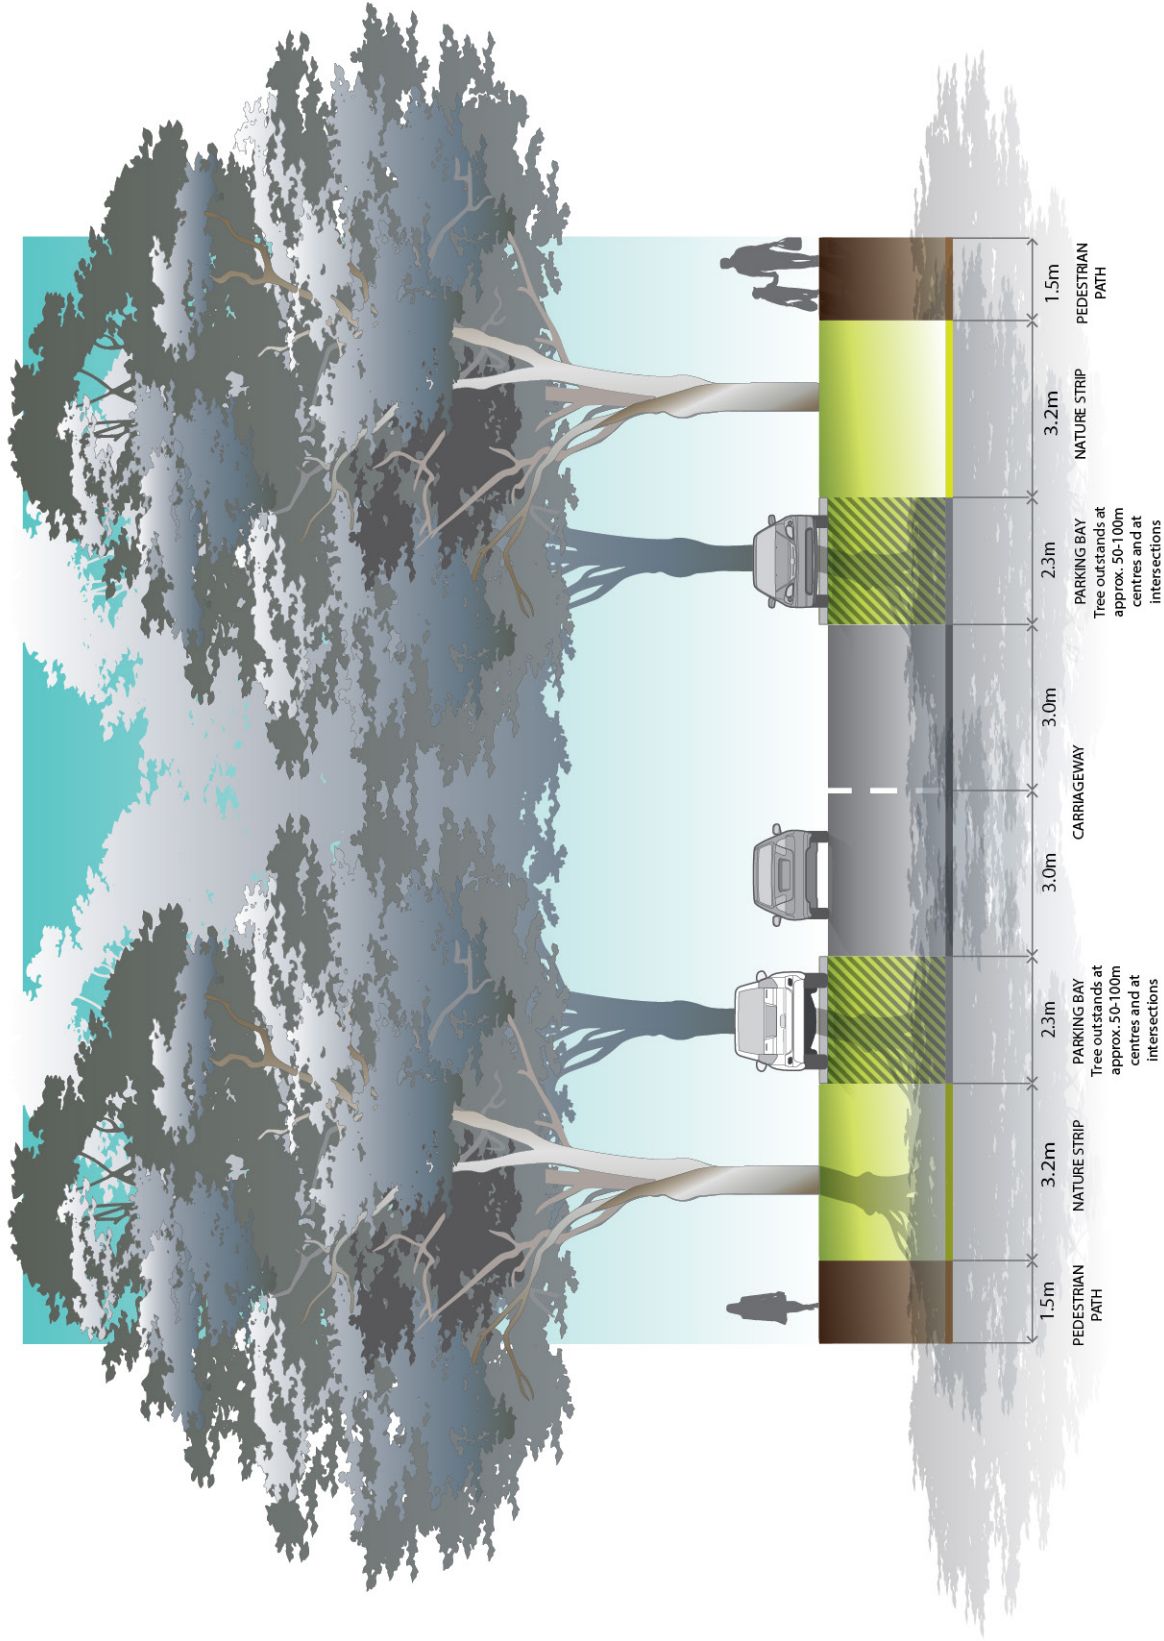 1.5m
3.2m
2.3m
3.0m
3.0m
2.3m
3.2m
1.5m
PEDESTRIAN
PATH
NATURE STRIP
PARKING BAY
Tree outstands at
approx. 50-100m
centres and at
intersections
CARRIAGEWAY
PARKING BAY
Tree outstands at
approx. 50-100m
centres and at
intersections
NATURE STRIP
PEDESTRIAN
PATH